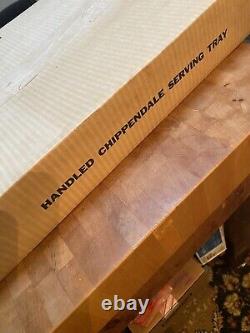 HANDLED CHIPPENDALE SERVING TRAY